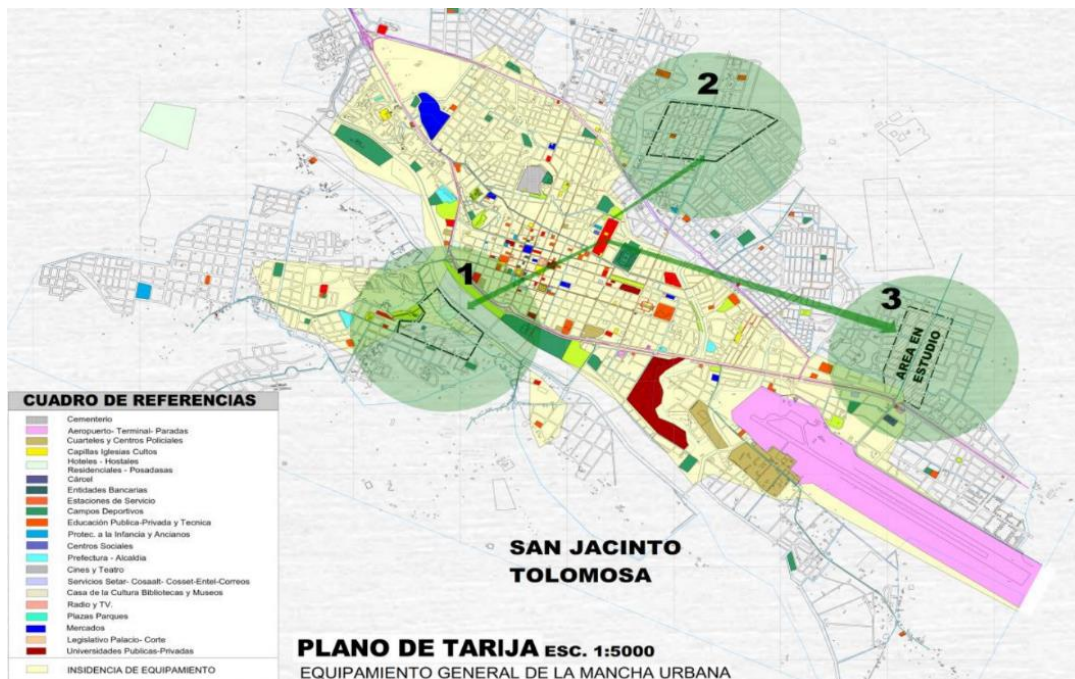 2
1
3
AREA EN
ESTUDIO
CUADRO DE REFERENCIAS
Cementerio
Aeropuerto- Terminal- Paradas
Cuarteles y Centros Policiales
Capillas Iglesias Cultos
Hoteles - Hostales
Residenciales - Posadasas
Cárcel
Entidades Bancarias
Estaciones de Servicio
Campos Deportivos
Educación Publica-Privada y Tecnica
Protec. a la Infancia y Ancianos
Centros Sociales
Prefectura - Alcaldia
Cines y Teatro
Servicios Setar- Cosaalt- Cosset-Entel-Correos
Casa de la Cultura Bibliotecas y Museos
Radio y TV.
Plazas Parques
Mercados
Legislativo Palacio- Corte
Universidades Publicas-Privadas
INSIDENCIA DE EQUIPAMIENTO
SAN JACINTO
TOLOMOSA
PLANO DE TARIJA ESC. 1:5000
EQUIPAMIENTO GENERAL DE LA MANCHA URBANA